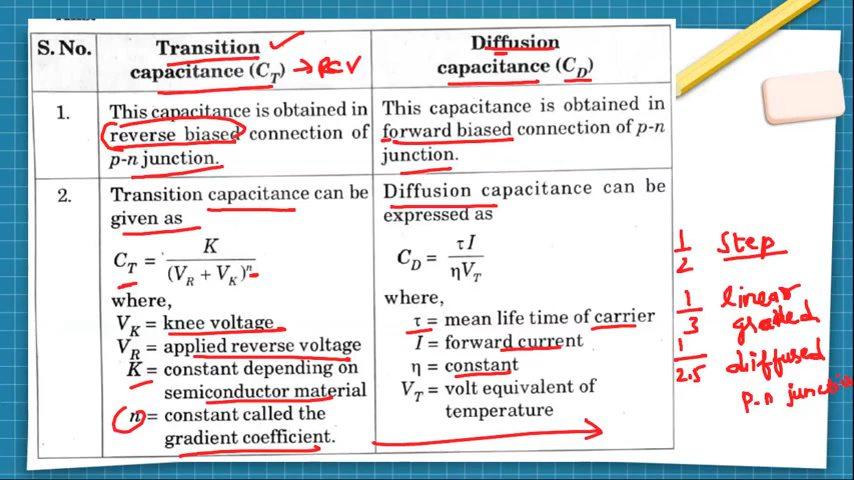 S. No.
Transition
capacitance (C_T) → RCV
Diffusion
capacitance (C_D)
1.
This capacitance is obtained in
reverse biased connection of
p-n junction.
This capacitance is obtained in
forward biased connection of p-n
junction.
2.
Transition capacitance can be
given as
C_T = K / (V_R + V_K)^n
where,
V_K = knee voltage
V_R = applied reverse voltage
K = constant depending on
semiconductor material
n = constant called the
gradient coefficient.
Diffusion capacitance can be
expressed as
C_D = τI / ηV_T
where,
τ = mean life time of carrier
I = forward current
η = constant
V_T = volt equivalent of
temperature
1/2 Step
1/3 linear
graded
1/2.5 diffused
p-n junction